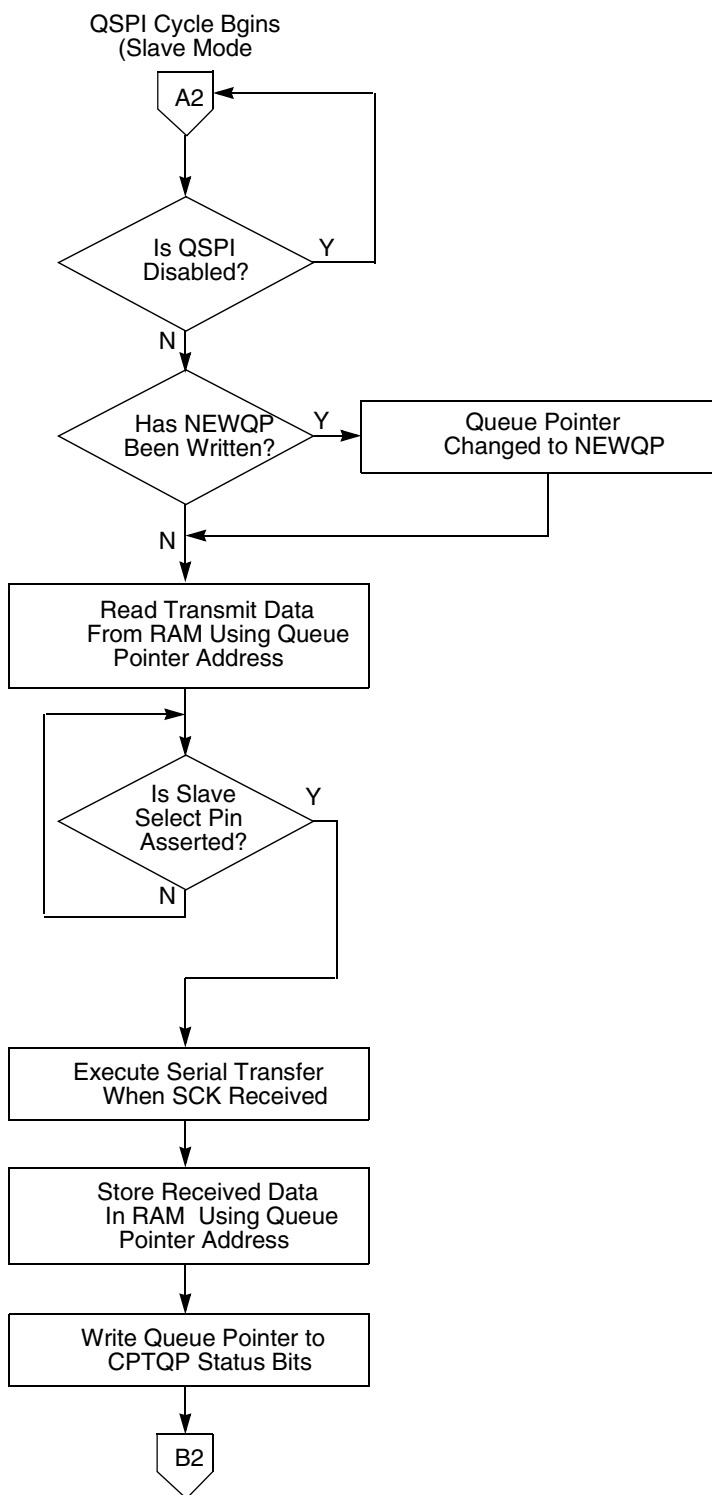 QSPI Cycle Bgins
(Slave Mode
A2
Is QSPI
Disabled?
Y
N
Has NEWQP
Been Written?
Y
Queue Pointer
Changed to NEWQP
N
Read Transmit Data
From RAM Using Queue
Pointer Address
Is Slave
Select Pin
Asserted?
Y
N
Execute Serial Transfer
When SCK Received
Store Received Data
In RAM Using Queue
Pointer Address
Write Queue Pointer to
CPTQP Status Bits
B2